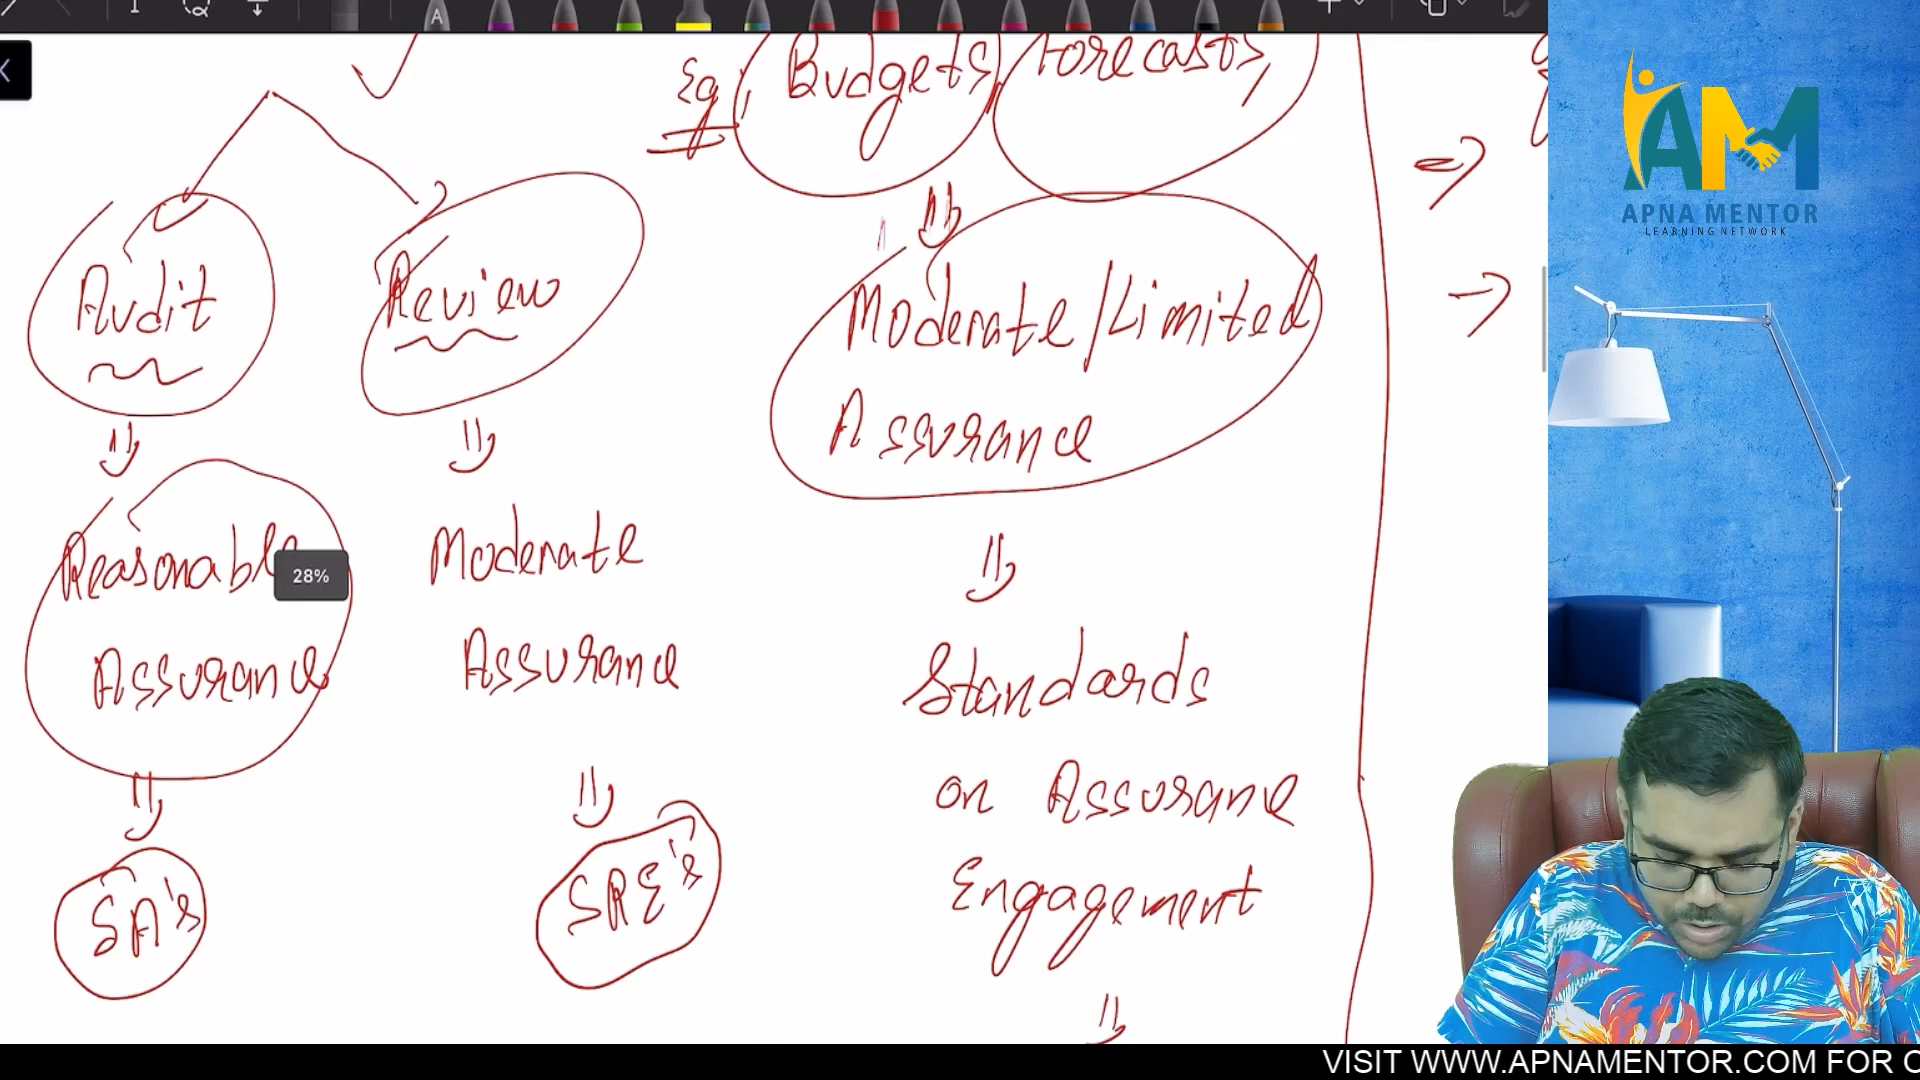 Eg; Budgets, Forecasts,
Audit
Review
Moderate/Limited
Assurance
Reasonable
Assurance
28%
Moderate
Assurance
Standards
on Assurance
Engagement
SA's
SRE's
A
AM
APNA MENTOR
LEARNING NETWORK
VISIT WWW.APNAMENTOR.COM FOR C